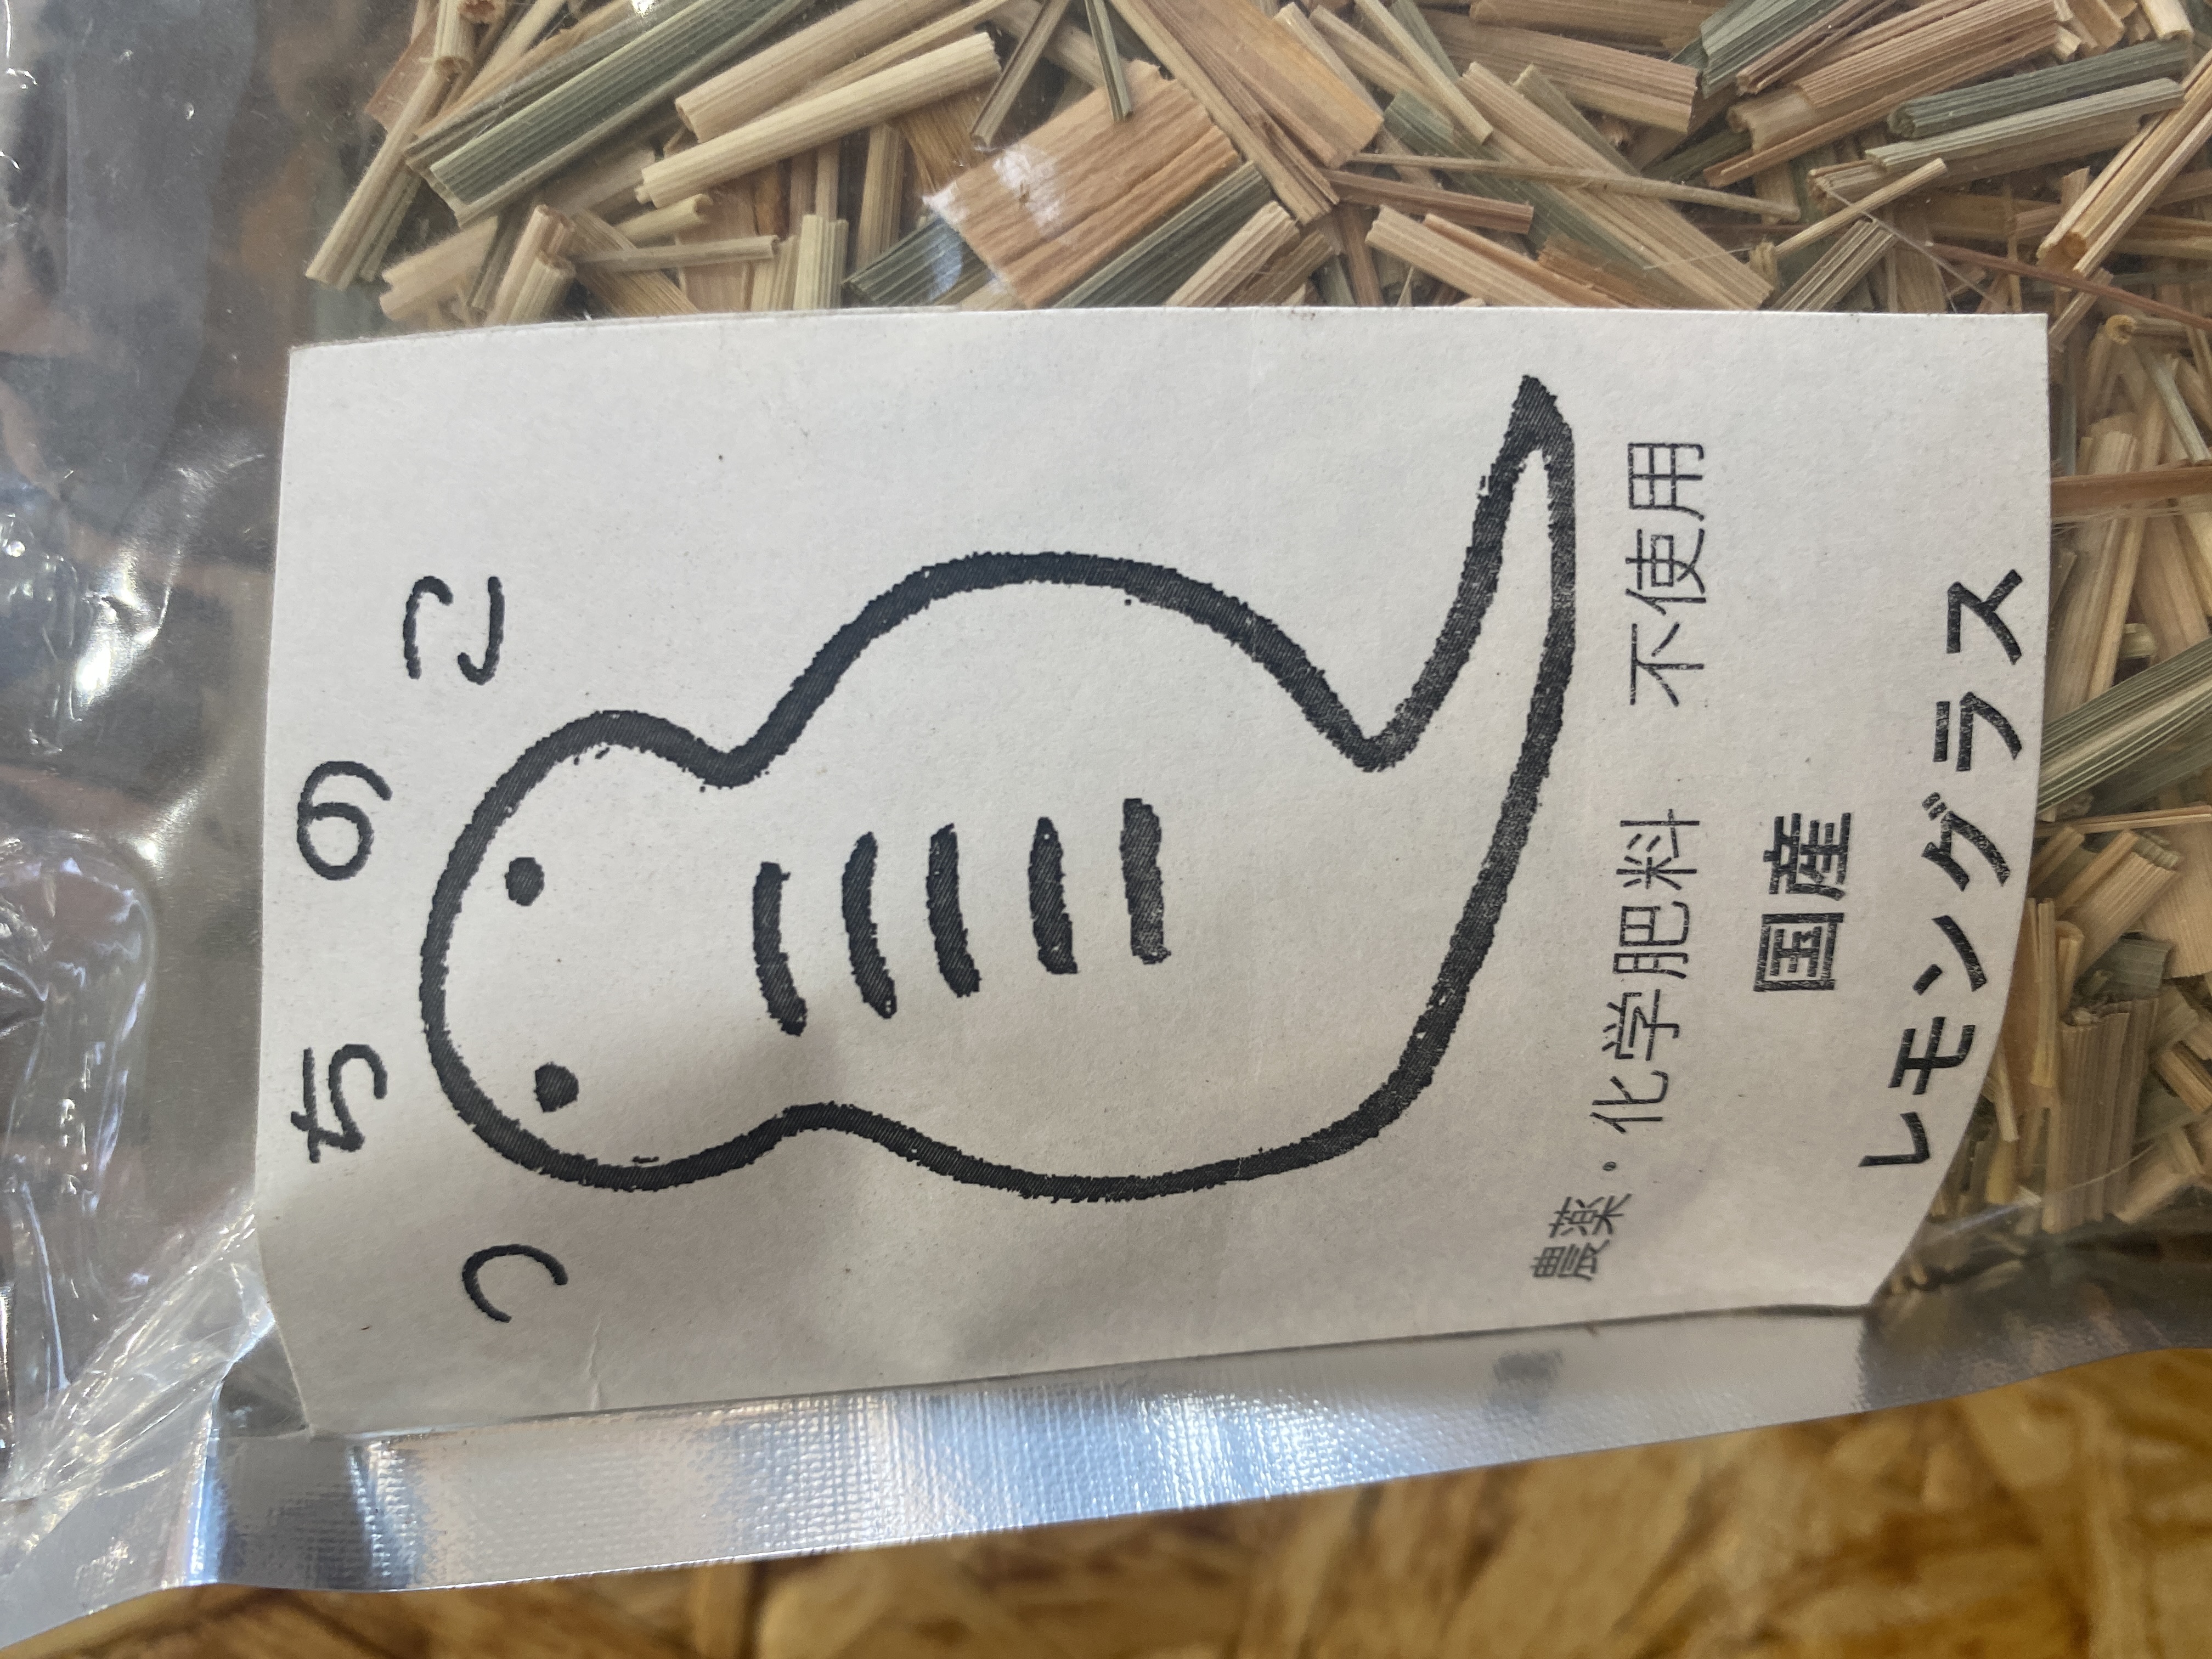 つちのこ
農薬・化学肥料　不使用
国産
レモングラス